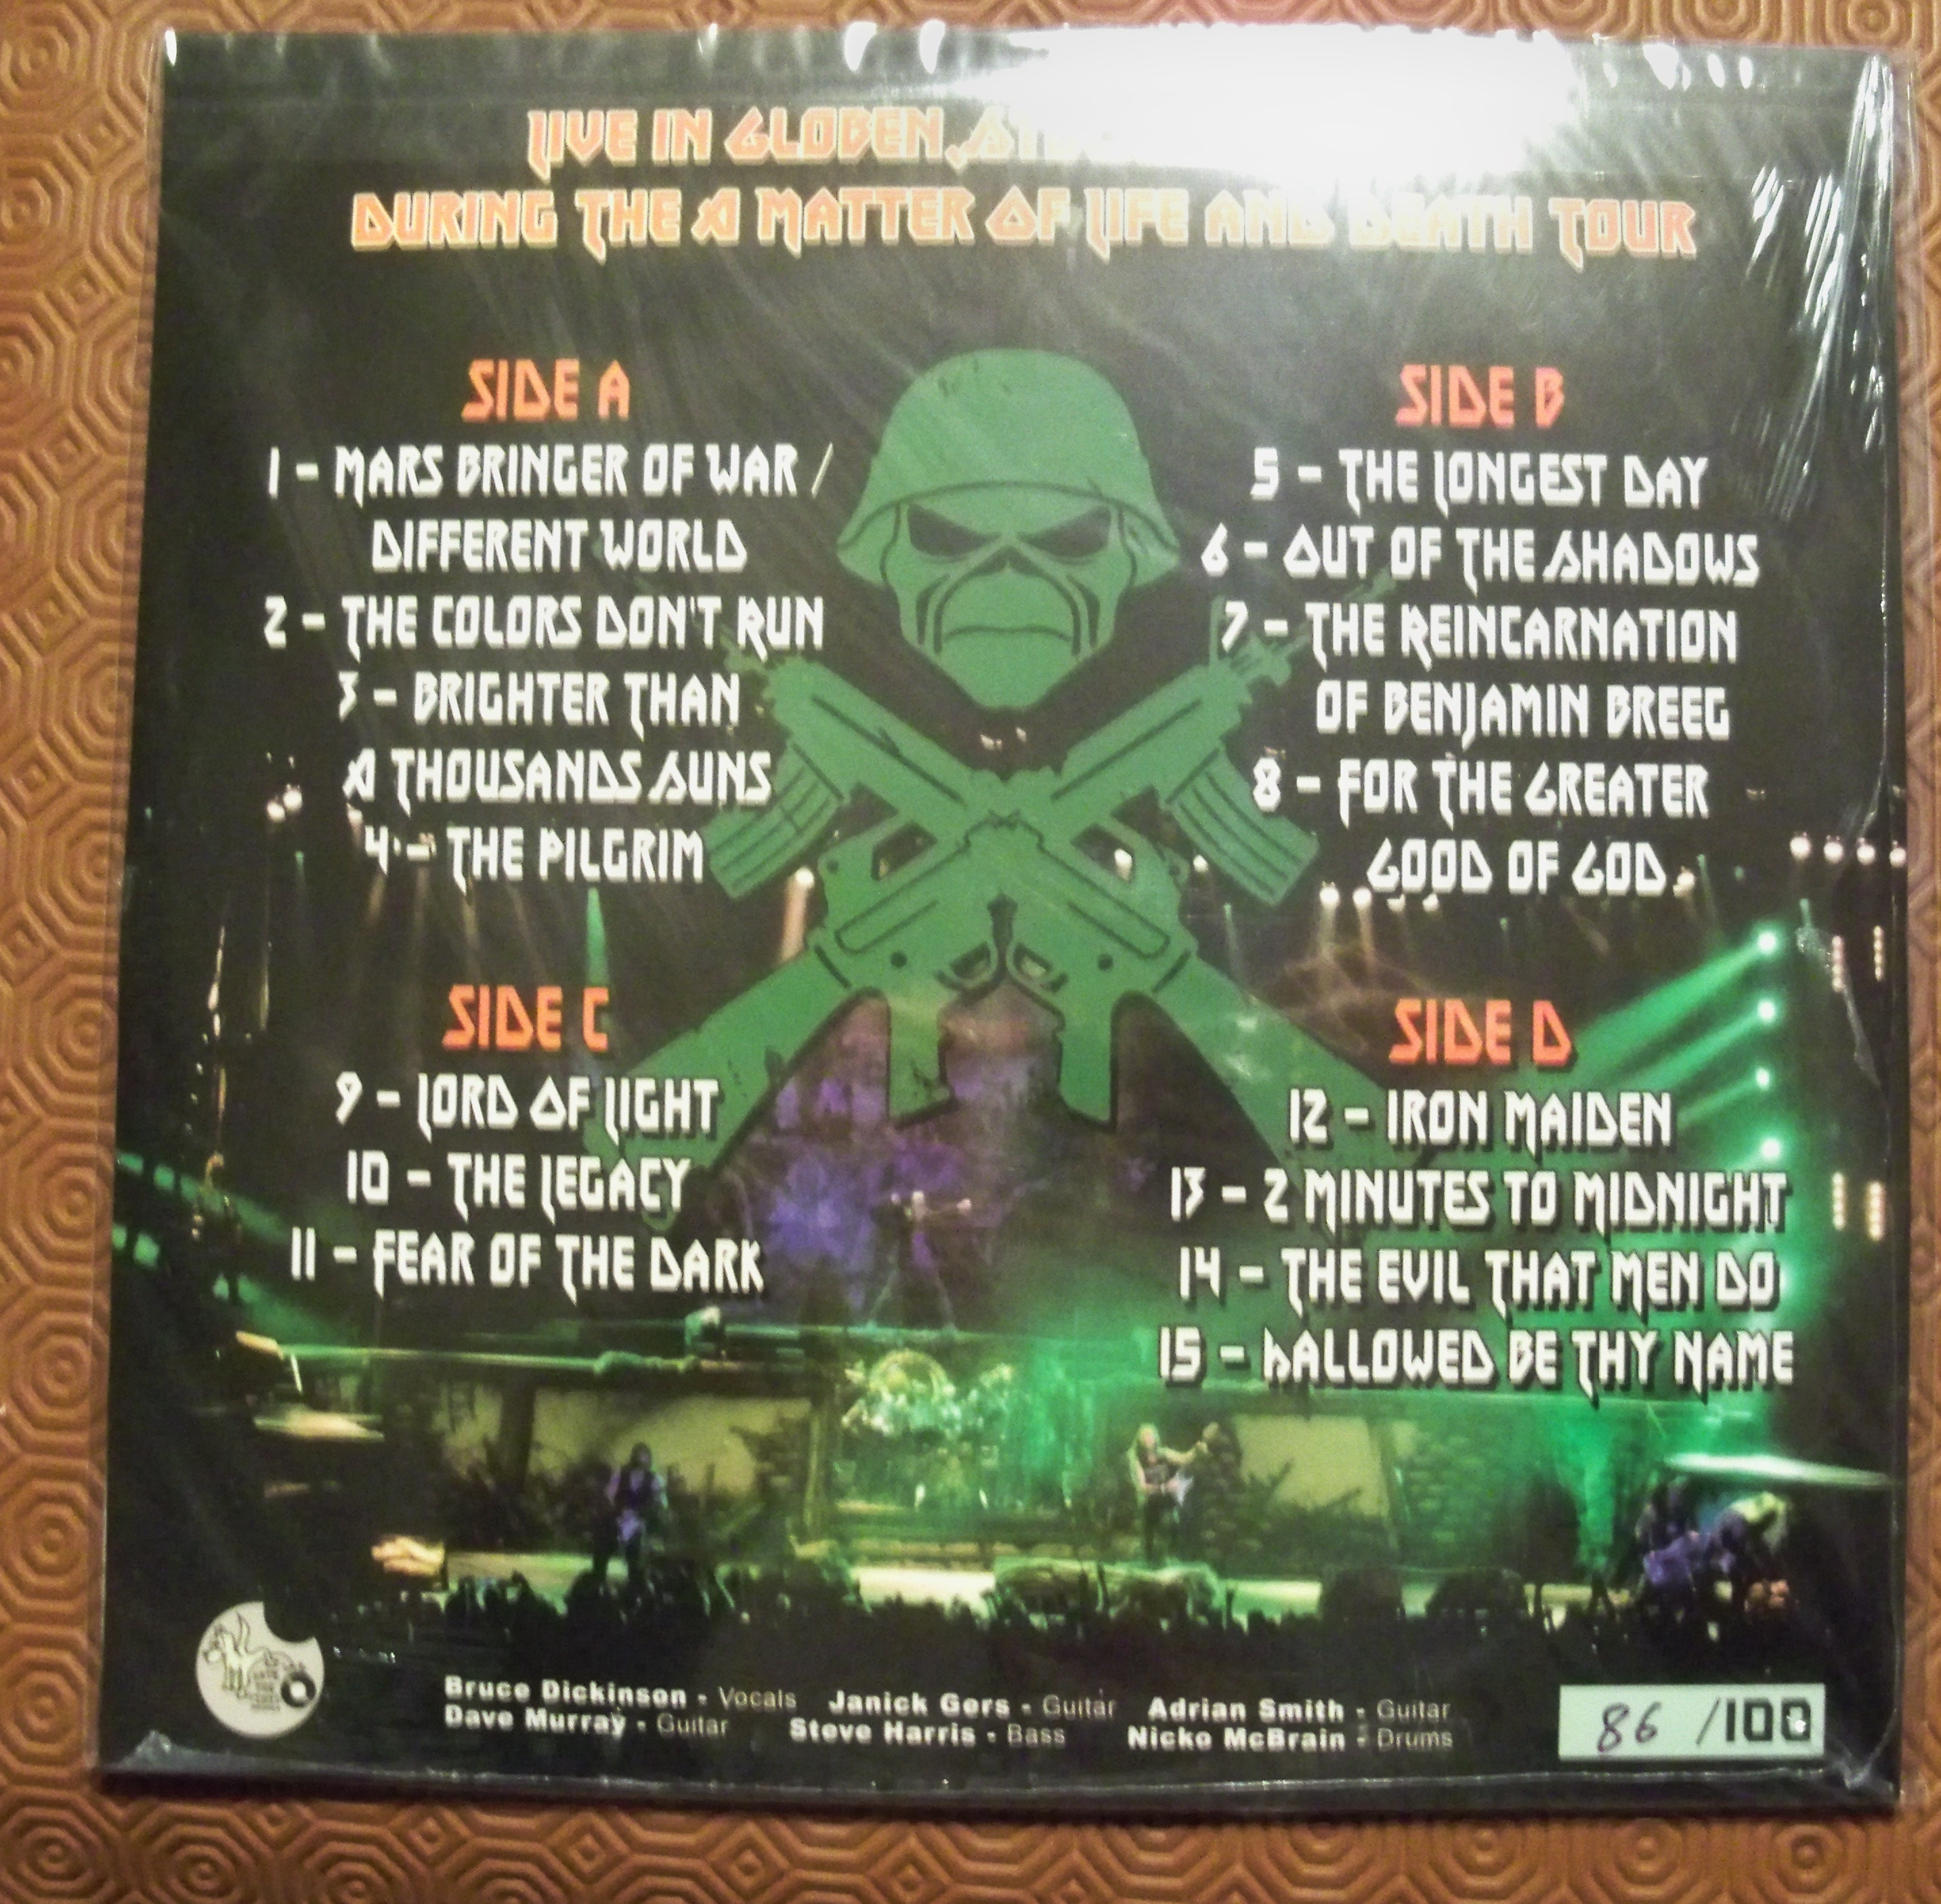 LIVE IN GLOBEN,
DURING THE A MATTER OF LIFE AND DEATH TOUR
SIDE A
1 - MARS BRINGER OF WAR /
DIFFERENT WORLD
2 - THE COLORS DON'T RUN
3 - BRIGHTER THAN
A THOUSANDS SUNS
4 - THE PILGRIM
SIDE B
5 - THE LONGEST DAY
6 - OUT OF THE SHADOWS
7 - THE REINCARNATION
OF BENJAMIN BREEG
8 - FOR THE GREATER
GOOD OF GOD
SIDE C
9 - LORD OF LIGHT
10 - THE LEGACY
11 - FEAR OF THE DARK
SIDE D
12 - IRON MAIDEN
13 - 2 MINUTES TO MIDNIGHT
14 - THE EVIL THAT MEN DO
15 - HALLOWED BE THY NAME
Bruce Dickinson - Vocals Janick Gers - Guitar Adrian Smith - Guitar
Dave Murray - Guitar Steve Harris - Bass Nicko McBrain - Drums
86 /100